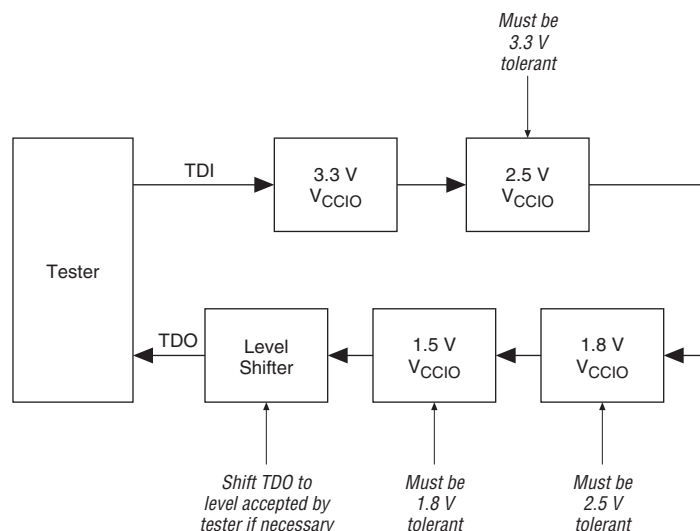 Must be
3.3 V
tolerant
TDI
3.3 V
VCCIO
2.5 V
VCCIO
Tester
TDO
Level
Shifter
1.5 V
VCCIO
1.8 V
VCCIO
Shift TDO to
level accepted by
tester if necessary
Must be
1.8 V
tolerant
Must be
2.5 V
tolerant